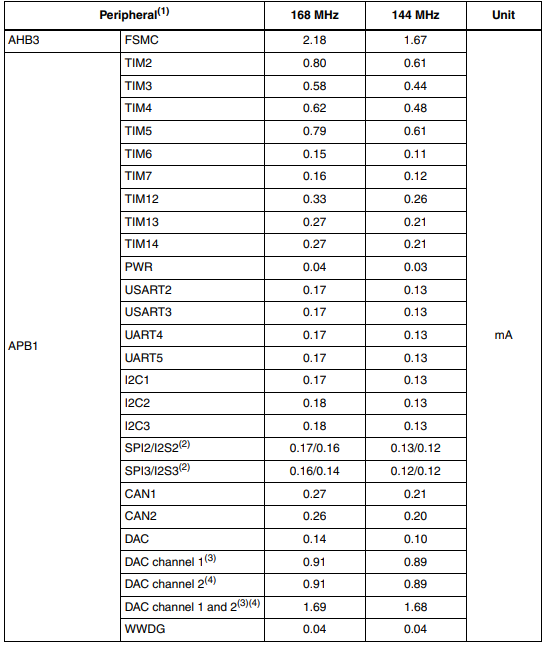 Peripheral(1) 168 MHz 144 MHz Unit
AHB3 FSMC 2.18 1.67
TIM2 0.80 0.61
TIM3 0.58 0.44
TIM4 0.62 0.48
TIM5 0.79 0.61
TIM6 0.15 0.11
TIM7 0.16 0.12
TIM12 0.33 0.26
TIM13 0.27 0.21
TIM14 0.27 0.21
PWR 0.04 0.03
USART2 0.17 0.13
USART3 0.17 0.13
UART4 0.17 0.13
mA
APB1
UART5 0.17 0.13
I2C1 0.17 0.13
I2C2 0.18 0.13
I2C3 0.18 0.13
SPI2/I2S2(2) 0.17/0.16 0.13/0.12
SPI3/I2S3(2) 0.16/0.14 0.12/0.12
CAN1 0.27 0.21
CAN2 0.26 0.20
DAC 0.14 0.10
DAC channel 1(3) 0.91 0.89
DAC channel 2(4) 0.91 0.89
DAC channel 1 and 2(3)(4) 1.69 1.68
WWDG 0.04 0.04